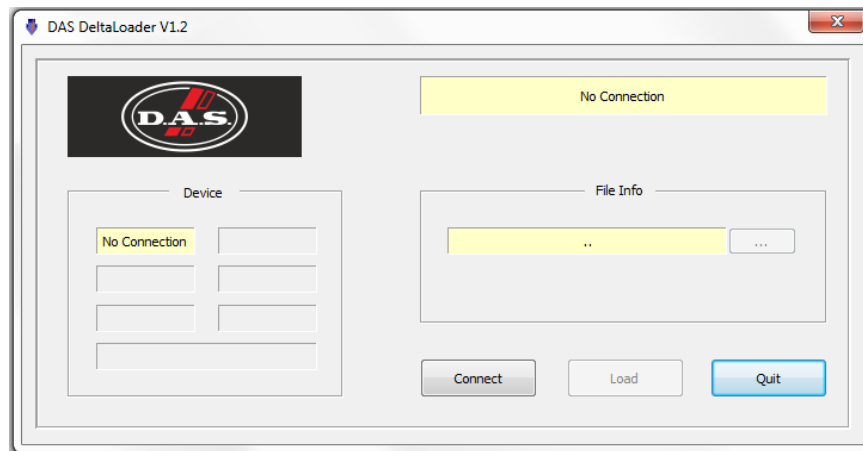 DAS DeltaLoader V1.2
D.A.S.
No Connection
Device
No Connection
File Info
..
...
Connect
Load
Quit